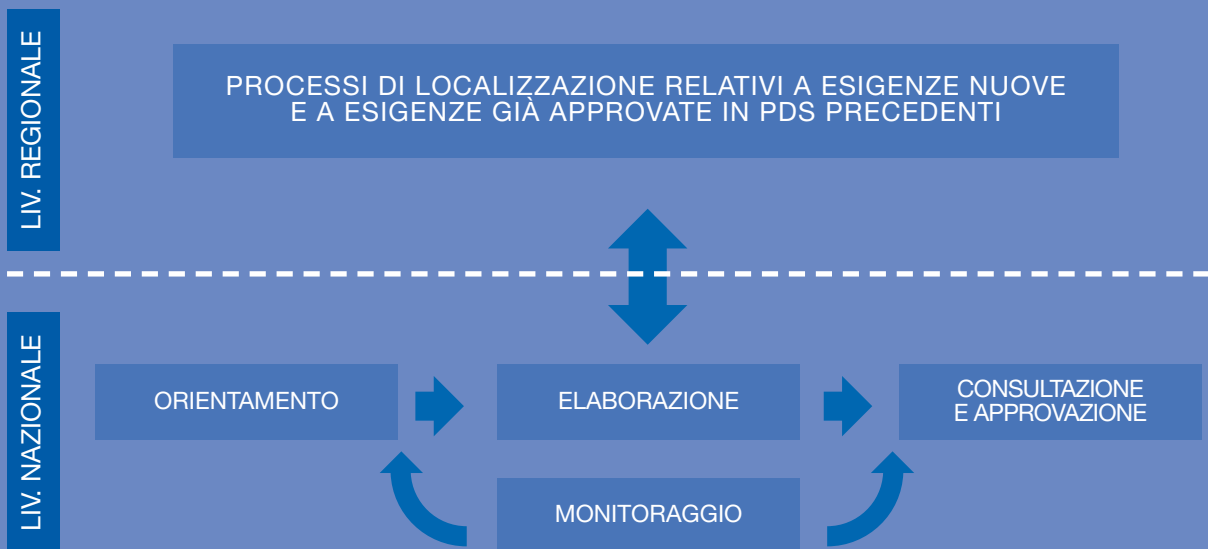 LIV. REGIONALE
PROCESSI DI LOCALIZZAZIONE RELATIVI A ESIGENZE NUOVE
E A ESIGENZE GIÀ APPROVATE IN PDS PRECEDENTI
LIV. NAZIONALE
ORIENTAMENTO
ELABORAZIONE
CONSULTAZIONE
E APPROVAZIONE
MONITORAGGIO